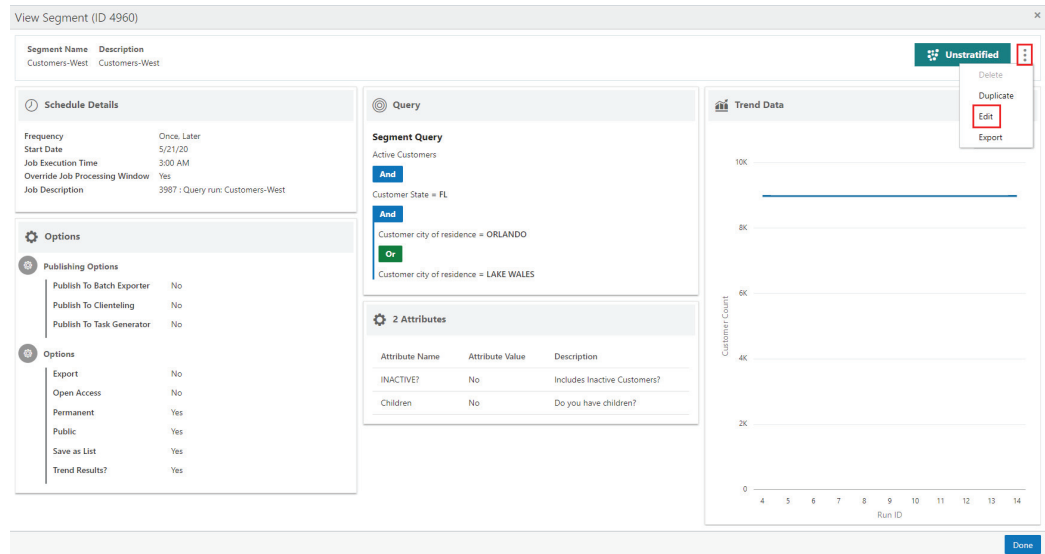 View Segment (ID 4960)
×
Segment Name Description
Customers-West Customers-West
Unstratified
Delete
Duplicate
Edit
Export
Schedule Details
Frequency Once, Later
Start Date 5/21/20
Job Execution Time 3:00 AM
Override Job Processing Window Yes
Job Description 3987 : Query run: Customers-West
Options
Publishing Options
Publish To Batch Exporter No
Publish To Clienteling No
Publish To Task Generator No
Options
Export No
Open Access No
Permanent Yes
Public Yes
Save as List Yes
Trend Results? Yes
Query
Segment Query
Active Customers
And
Customer State = FL
And
Customer city of residence = ORLANDO
Or
Customer city of residence = LAKE WALES
2 Attributes
Attribute Name Attribute Value Description
INACTIVE? No Includes Inactive Customers?
Children No Do you have children?
Trend Data
10K
8K
6K
4K
2K
0
Customer Count
4 5 6 7 8 9 10 11 12 13 14
Run ID
Done